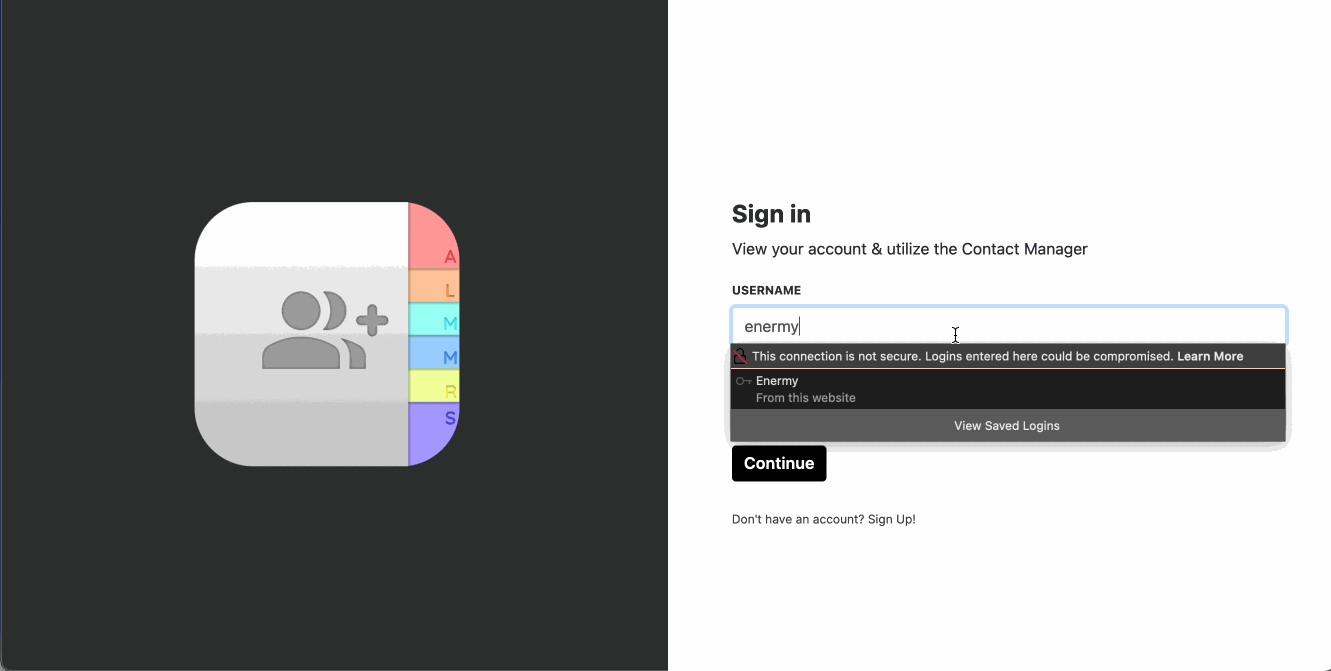 A
L
M
M
R
S
Sign in
View your account & utilize the Contact Manager
USERNAME
enermy
This connection is not secure. Logins entered here could be compromised. Learn More
Enermy
From this website
View Saved Logins
Continue
Don't have an account? Sign Up!